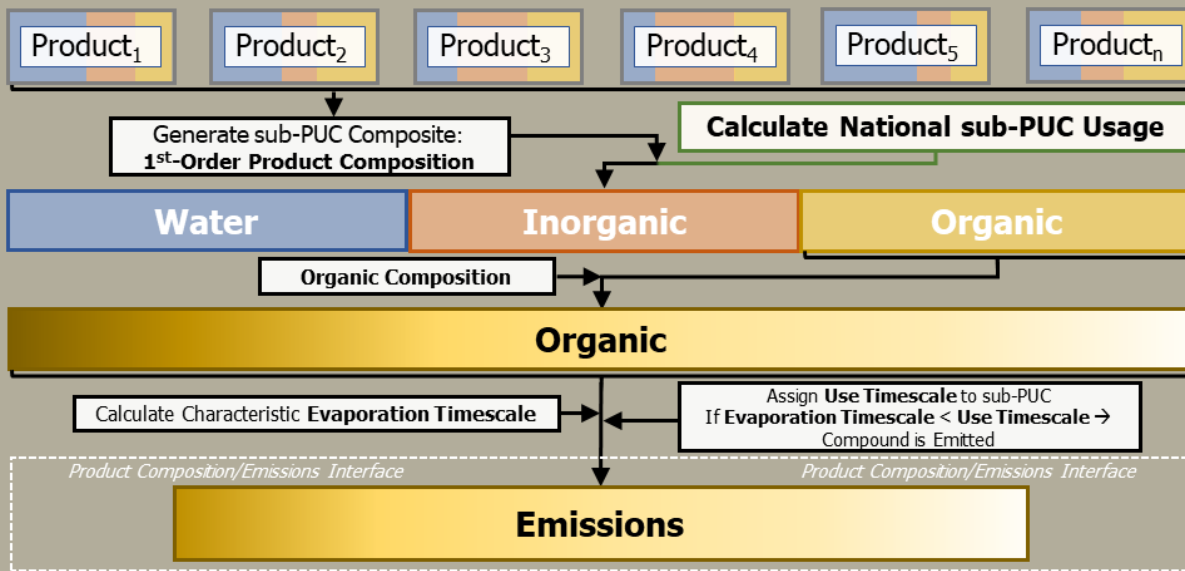 Product₁ Product₂ Product₃ Product₄ Product₅ Productₙ
Generate sub-PUC Composite:
1st-Order Product Composition
Calculate National sub-PUC Usage
Water Inorganic Organic
Organic Composition
Organic
Calculate Characteristic Evaporation Timescale
Assign Use Timescale to sub-PUC
If Evaporation Timescale < Use Timescale →
Compound is Emitted
Product Composition/Emissions Interface Product Composition/Emissions Interface
Emissions